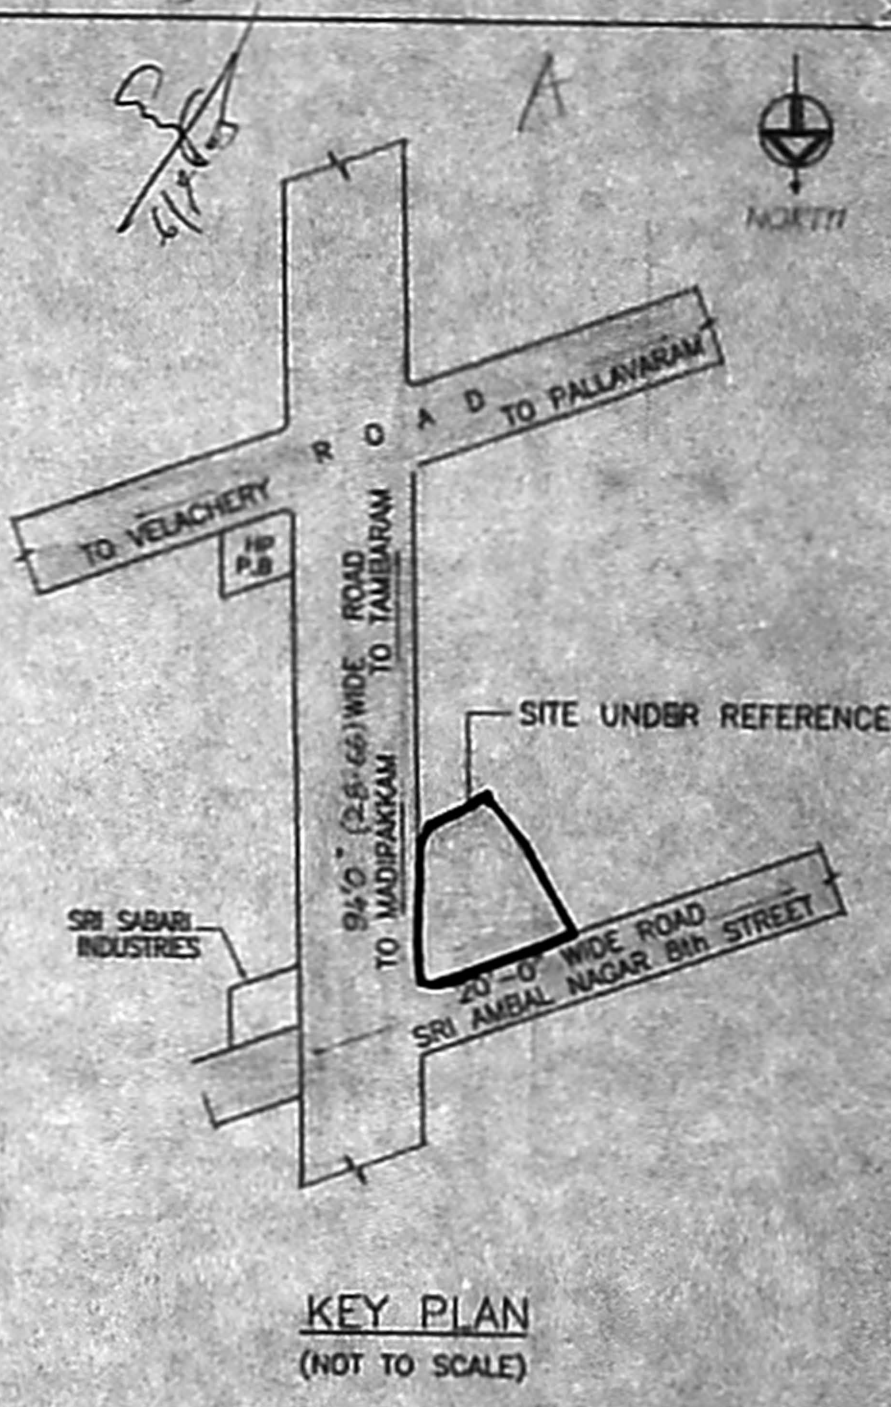 A
NORTH
ROAD
TO PALLAVARAM
TO VELACHERY
HP
P.B
94'0" (28.66) WIDE ROAD
TO MADIPAKKAM TO TAMBARAM
SITE UNDER REFERENCE
SRI SABARI
INDUSTRIES
20'-0" WIDE ROAD
SRI AMBAL NAGAR 8th STREET
KEY PLAN
(NOT TO SCALE)